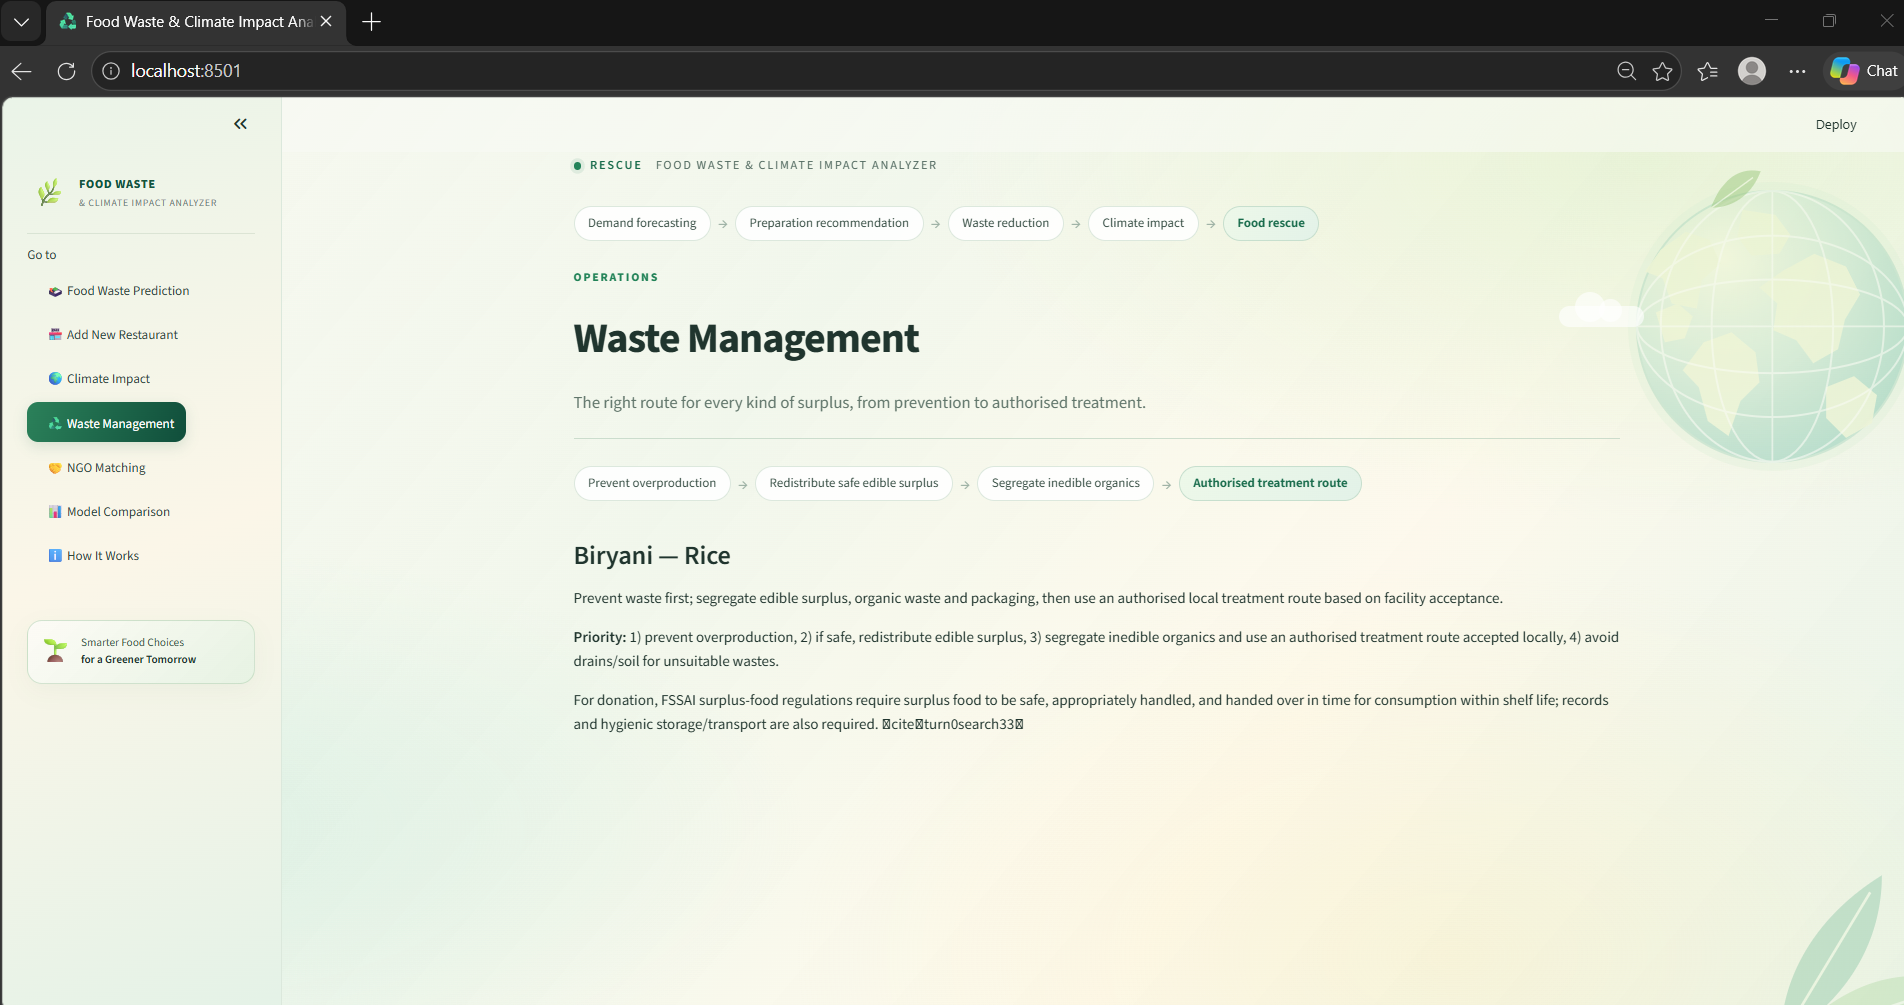 Food Waste & Climate Impact Ana
localhost:8501
Chat
Deploy
FOOD WASTE
& CLIMATE IMPACT ANALYZER
Go to
Food Waste Prediction
Add New Restaurant
Climate Impact
Waste Management
NGO Matching
Model Comparison
How It Works
Smarter Food Choices
for a Greener Tomorrow
RESCUE FOOD WASTE & CLIMATE IMPACT ANALYZER
Demand forecasting → Preparation recommendation → Waste reduction → Climate impact → Food rescue
OPERATIONS
Waste Management
The right route for every kind of surplus, from prevention to authorised treatment.
Prevent overproduction → Redistribute safe edible surplus → Segregate inedible organics → Authorised treatment route
Biryani — Rice
Prevent waste first; segregate edible surplus, organic waste and packaging, then use an authorised local treatment route based on facility acceptance.
Priority: 1) prevent overproduction, 2) if safe, redistribute edible surplus, 3) segregate inedible organics and use an authorised treatment route accepted locally, 4) avoid
drains/soil for unsuitable wastes.
For donation, FSSAI surplus-food regulations require surplus food to be safe, appropriately handled, and handed over in time for consumption within shelf life; records
and hygienic storage/transport are also required. citeturn0search33